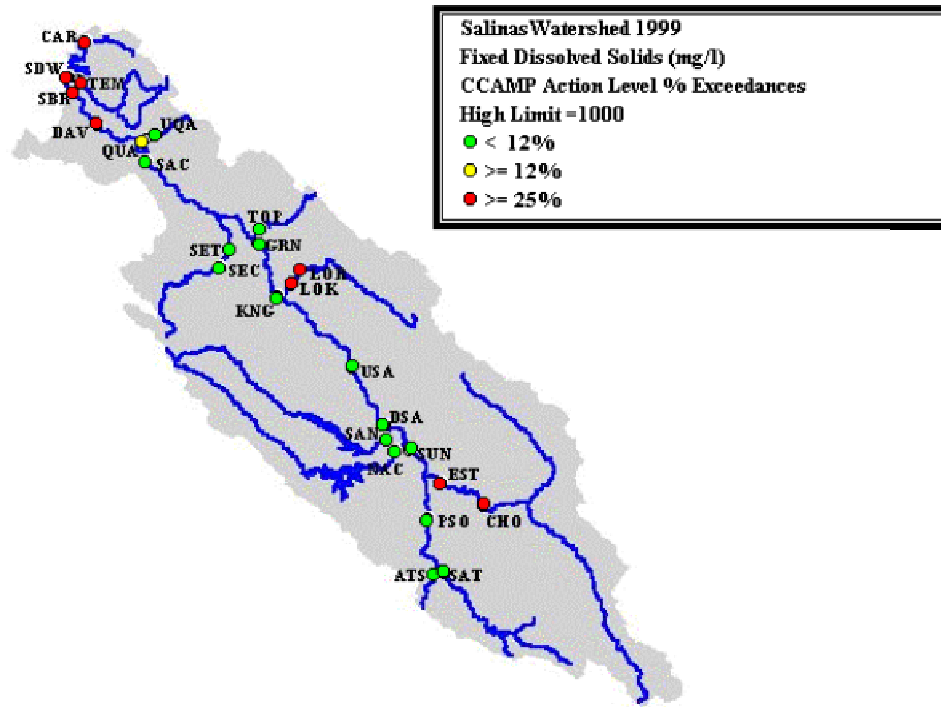 Salinas Watershed 1999
Fixed Dissolved Solids (mg/l)
CCAMP Action Level % Exceedances
High Limit =1000
< 12%
>= 12%
>= 25%
CAR
SDW
TEM
SBR
DAV
UQA
QUA
SAC
TOP
GRN
SET
SEC
LOR
LOK
KNG
USA
DSA
SAN
SUN
NAC
EST
CHO
PSO
ATS
SAT